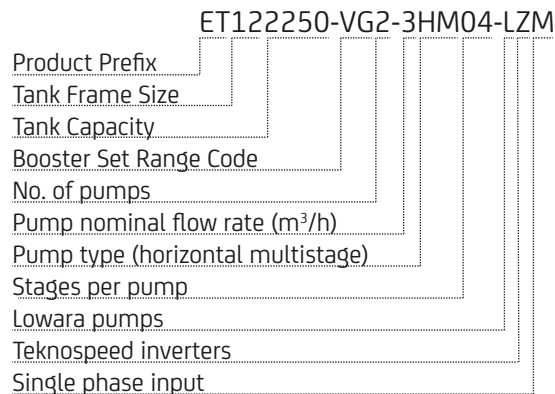 ET122250-VG2-3HM04-LZM
Product Prefix
Tank Frame Size
Tank Capacity
Booster Set Range Code
No. of pumps
Pump nominal flow rate (m³/h)
Pump type (horizontal multistage)
Stages per pump
Lowara pumps
Teknospeed inverters
Single phase input